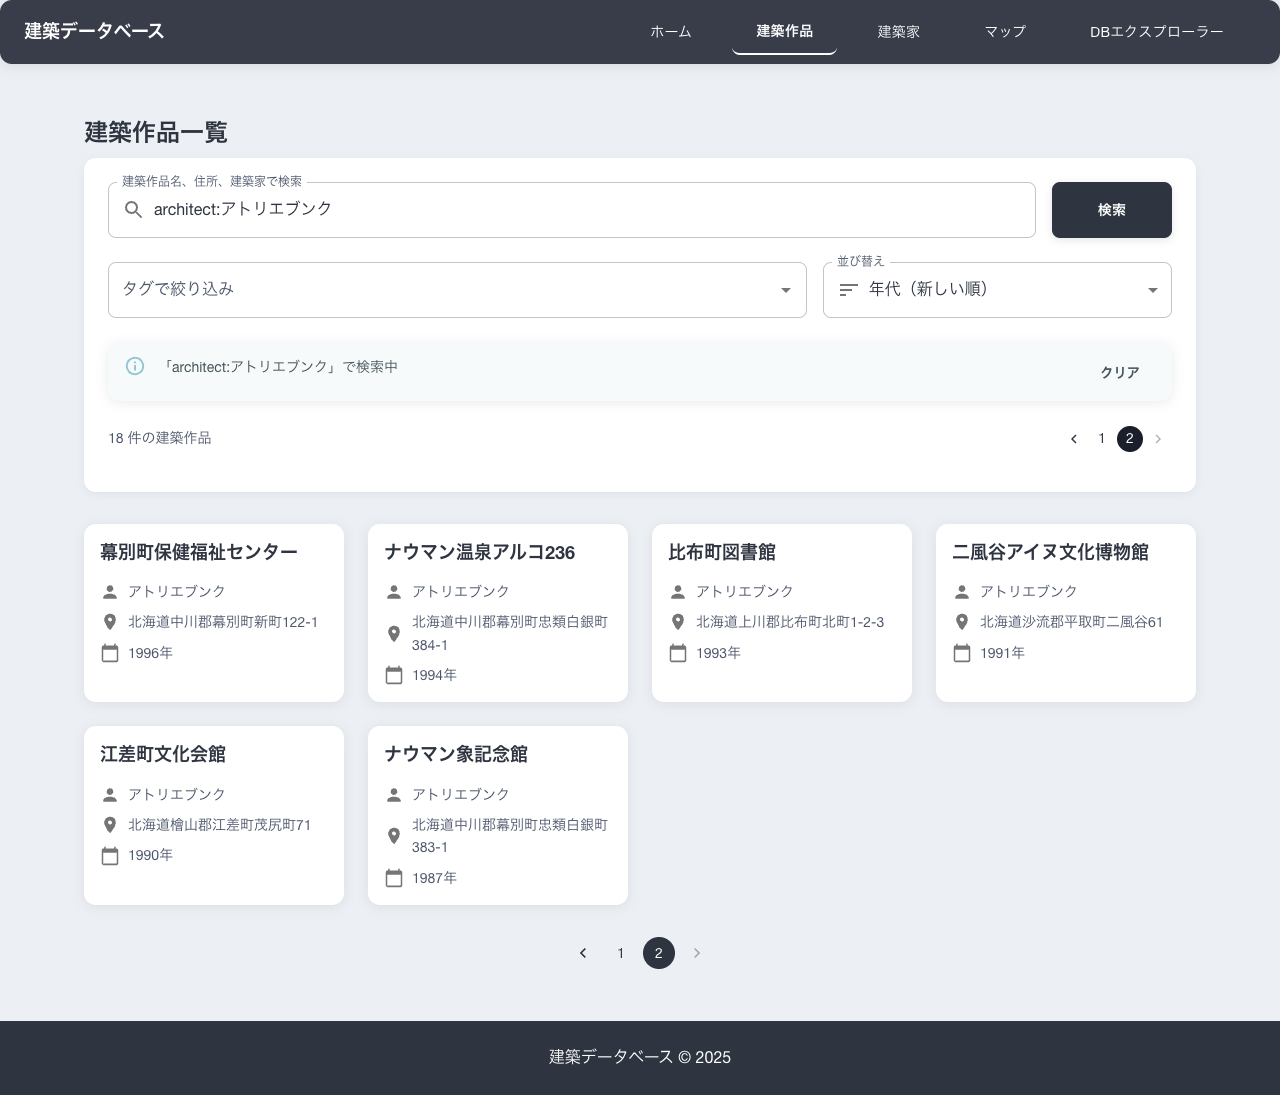 建築データベース
ホーム
建築作品
建築家
マップ
DBエクスプローラー
建築作品一覧
建築作品名、住所、建築家で検索
architect:アトリエブンク
検索
タグで絞り込み
並び替え
年代（新しい順）
「architect:アトリエブンク」で検索中
クリア
18 件の建築作品
1
2
幕別町保健福祉センター
アトリエブンク
北海道中川郡幕別町新町122-1
1996年
ナウマン温泉アルコ236
アトリエブンク
北海道中川郡幕別町忠類白銀町
384-1
1994年
比布町図書館
アトリエブンク
北海道上川郡比布町北町1-2-3
1993年
二風谷アイヌ文化博物館
アトリエブンク
北海道沙流郡平取町二風谷61
1991年
江差町文化会館
アトリエブンク
北海道檜山郡江差町茂尻町71
1990年
ナウマン象記念館
アトリエブンク
北海道中川郡幕別町忠類白銀町
383-1
1987年
1
2
建築データベース © 2025